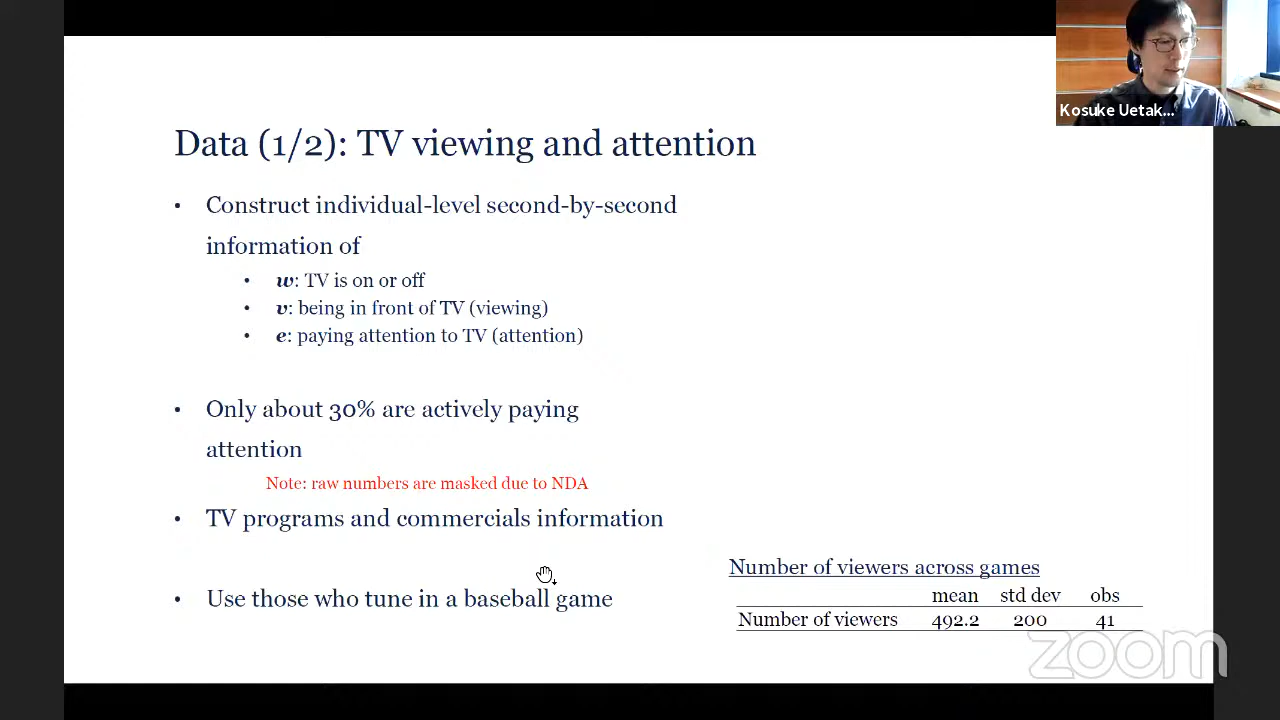 Kosuke Uetak...
Data (1/2): TV viewing and attention
• Construct individual-level second-by-second
information of
• w: TV is on or off
• v: being in front of TV (viewing)
• e: paying attention to TV (attention)
• Only about 30% are actively paying
attention
Note: raw numbers are masked due to NDA
• TV programs and commercials information
• Use those who tune in a baseball game
Number of viewers across games
mean std dev obs
Number of viewers 492.2 200 41
zoom